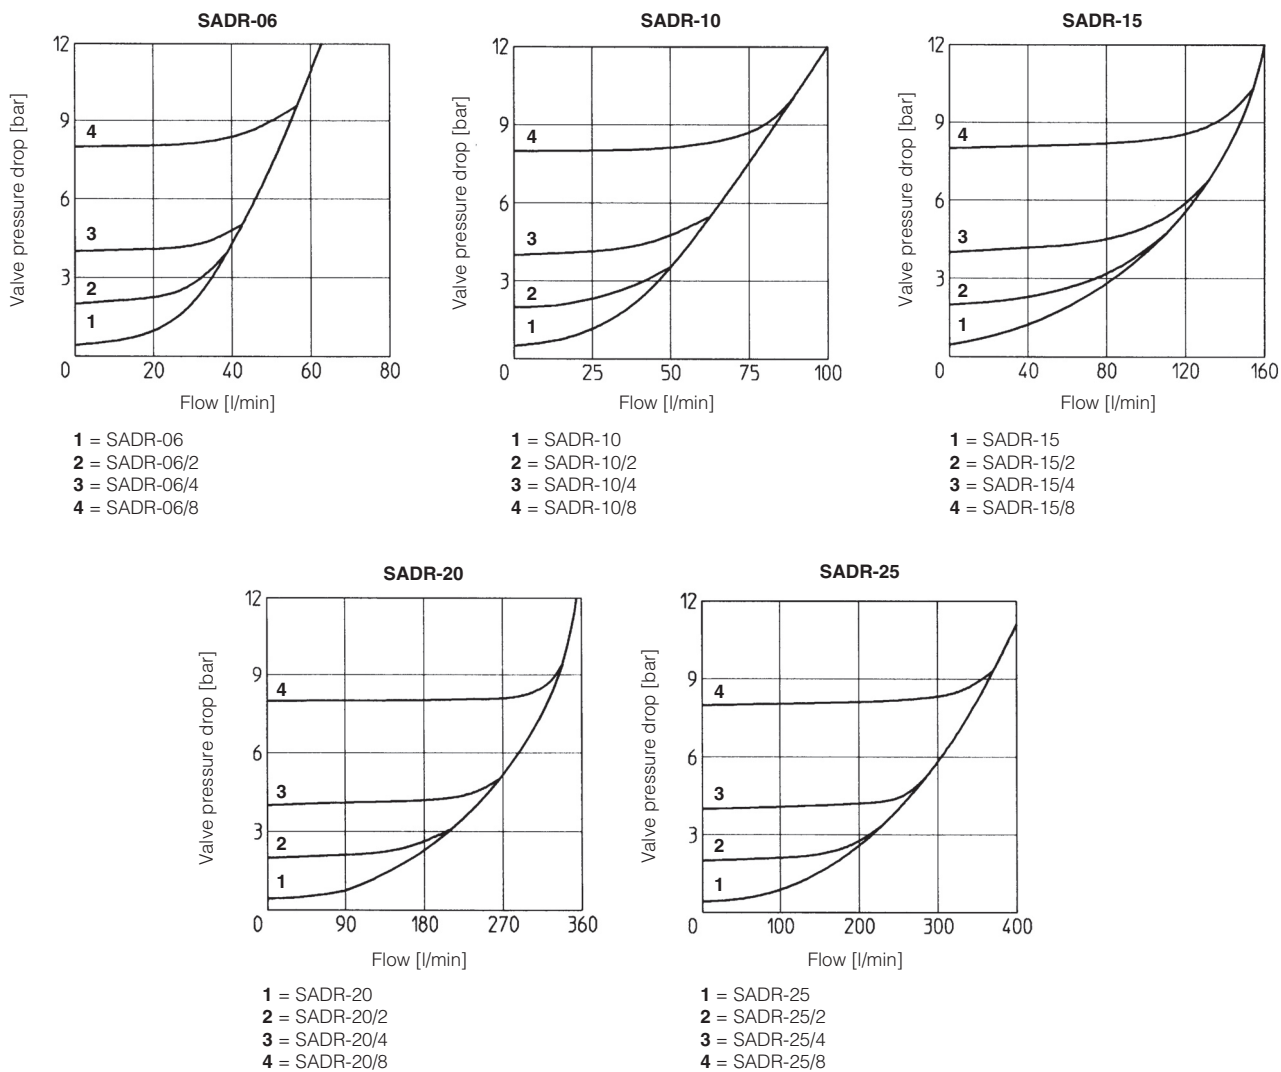 SADR-06
Valve pressure drop [bar]
12
9
6
3
4
3
2
1
0 20 40 60 80
Flow [l/min]
1 = SADR-06
2 = SADR-06/2
3 = SADR-06/4
4 = SADR-06/8
SADR-10
Valve pressure drop [bar]
12
9
6
3
4
3
2
1
0 25 50 75 100
Flow [l/min]
1 = SADR-10
2 = SADR-10/2
3 = SADR-10/4
4 = SADR-10/8
SADR-15
Valve pressure drop [bar]
12
9
6
3
4
3
2
1
0 40 80 120 160
Flow [l/min]
1 = SADR-15
2 = SADR-15/2
3 = SADR-15/4
4 = SADR-15/8
SADR-20
Valve pressure drop [bar]
12
9
6
3
4
3
2
1
0 90 180 270 360
Flow [l/min]
1 = SADR-20
2 = SADR-20/2
3 = SADR-20/4
4 = SADR-20/8
SADR-25
Valve pressure drop [bar]
12
9
6
3
4
3
2
1
0 100 200 300 400
Flow [l/min]
1 = SADR-25
2 = SADR-25/2
3 = SADR-25/4
4 = SADR-25/8